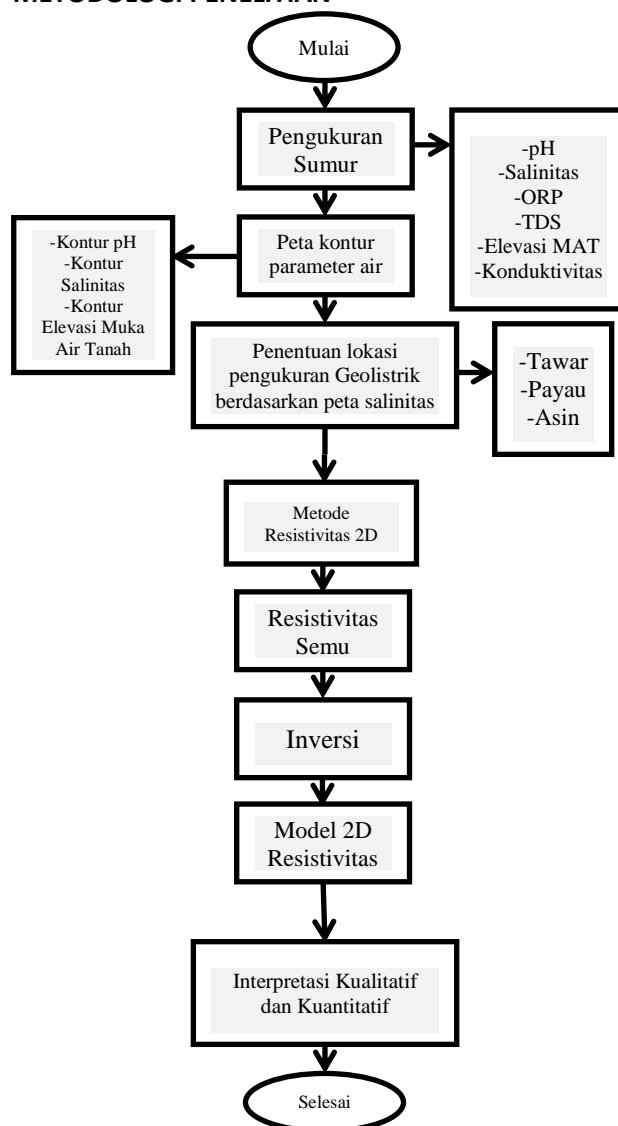 METODOLOGI PENELITIAN
Mulai
Pengukuran
Sumur
-pH
-Salinitas
-ORP
-TDS
-Elevasi MAT
-Konduktivitas
Peta kontur
parameter air
-Kontur pH
-Kontur
Salinitas
-Kontur
Elevasi Muka
Air Tanah
Penentuan lokasi
pengukuran Geolistrik
berdasarkan peta salinitas
-Tawar
-Payau
-Asin
Metode
Resistivitas 2D
Resistivitas
Semu
Inversi
Model 2D
Resistivitas
Interpretasi Kualitatif
dan Kuantitatif
Selesai